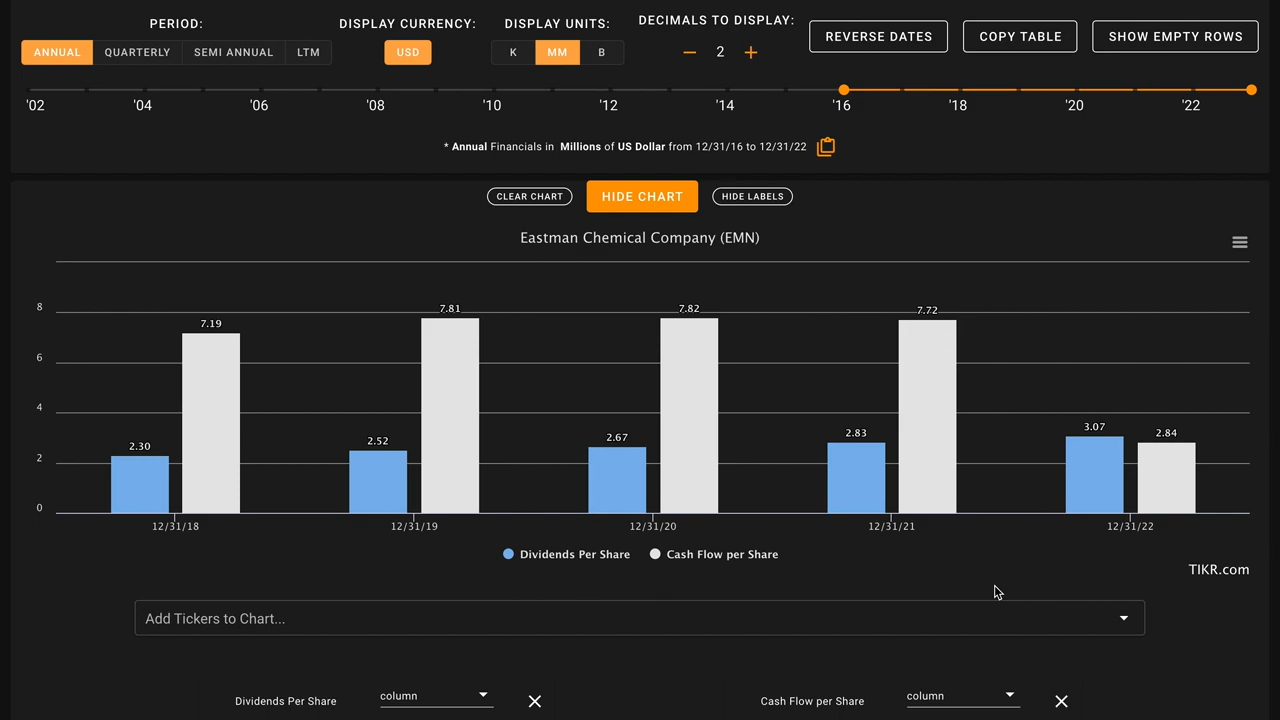 PERIOD: DISPLAY CURRENCY: DISPLAY UNITS: DECIMALS TO DISPLAY:
ANNUAL QUARTERLY SEMI ANNUAL LTM USD K MM B 2
REVERSE DATES COPY TABLE SHOW EMPTY ROWS
'02 '04 '06 '08 '10 '12 '14 '16 '18 '20 '22
* Annual Financials in Millions of US Dollar from 12/31/16 to 12/31/22
CLEAR CHART HIDE CHART HIDE LABELS
Eastman Chemical Company (EMN)
8
6
4
2
0
2.30 7.19 2.52 7.81 2.67 7.82 2.83 7.72 3.07 2.84
12/31/18 12/31/19 12/31/20 12/31/21 12/31/22
Dividends Per Share Cash Flow per Share
TIKR.com
Add Tickers to Chart...
Dividends Per Share column Cash Flow per Share column